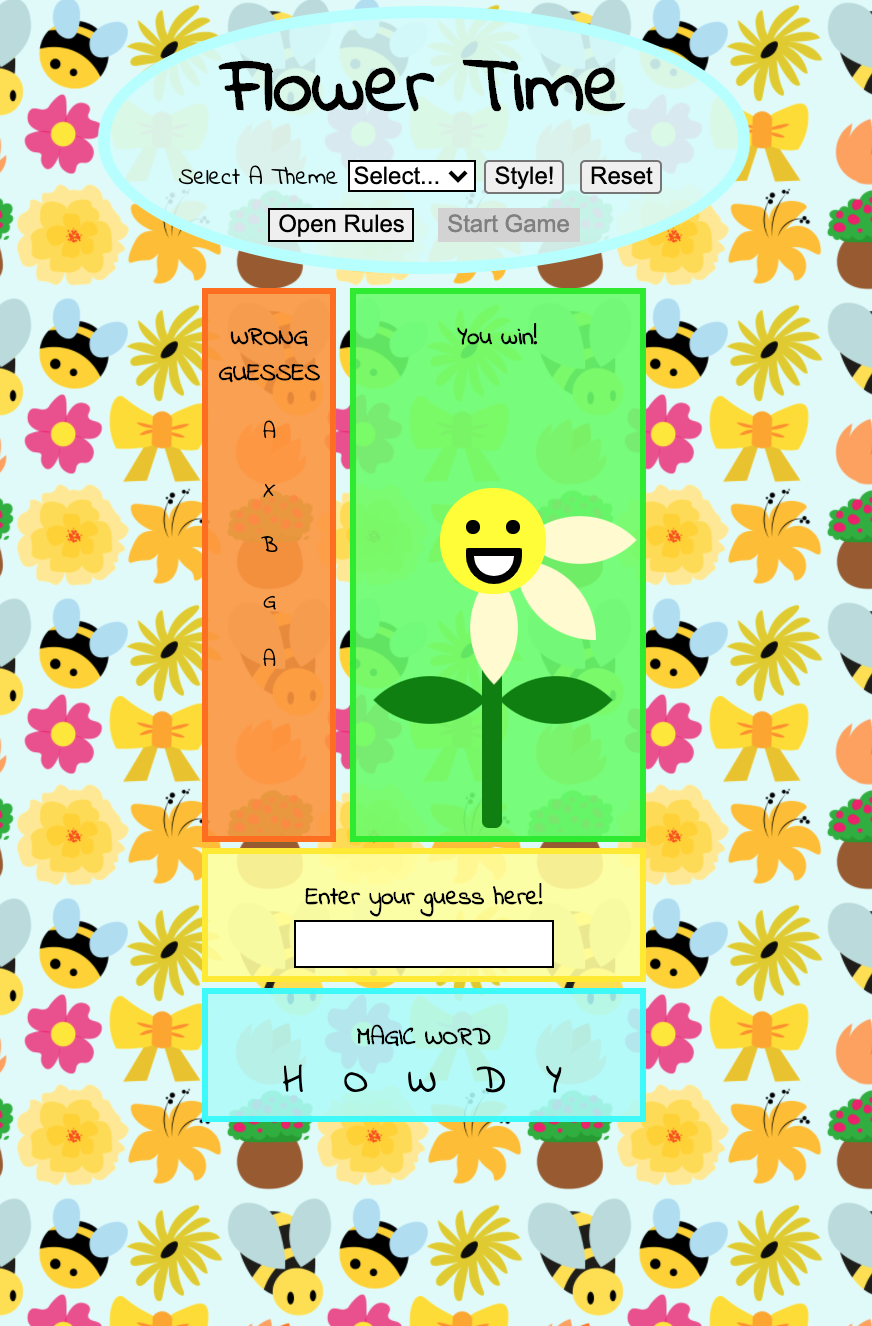 Flower Time
Select A Theme Select... Style! Reset
Open Rules Start Game
WRONG
GUESSES
A
X
B
G
A
You win!
Enter your guess here!
MAGIC WORD
H O W D Y